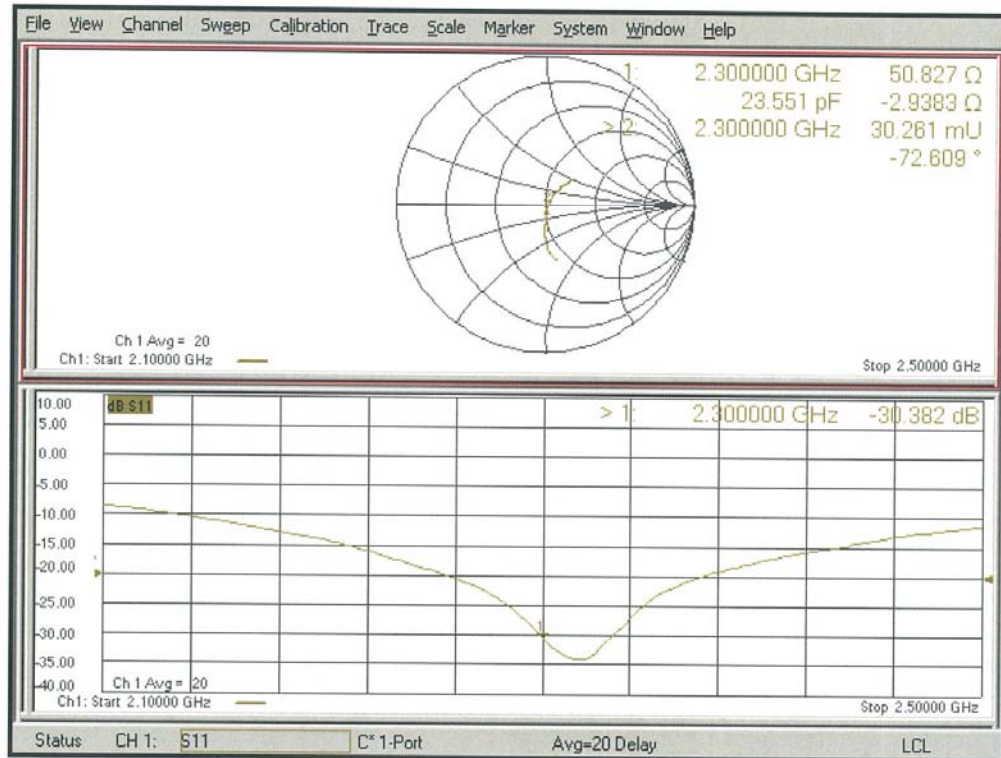 File View Channel Sweep Calibration Trace Scale Marker System Window Help
1: 2.300000 GHz 50.827 Ω
23.551 pF -2.9383 Ω
> 2: 2.300000 GHz 30.261 mU
-72.609 °
Ch 1 Avg = 20
Ch1: Start 2.10000 GHz
Stop 2.50000 GHz
10.00
dB S11
> 1: 2.300000 GHz -30.382 dB
5.00
0.00
-5.00
-10.00
-15.00
-20.00
-25.00
-30.00
1
-35.00
-40.00
Ch 1 Avg = 20
Ch1: Start 2.10000 GHz
Stop 2.50000 GHz
Status CH 1: S11 C* 1-Port Avg=20 Delay LCL